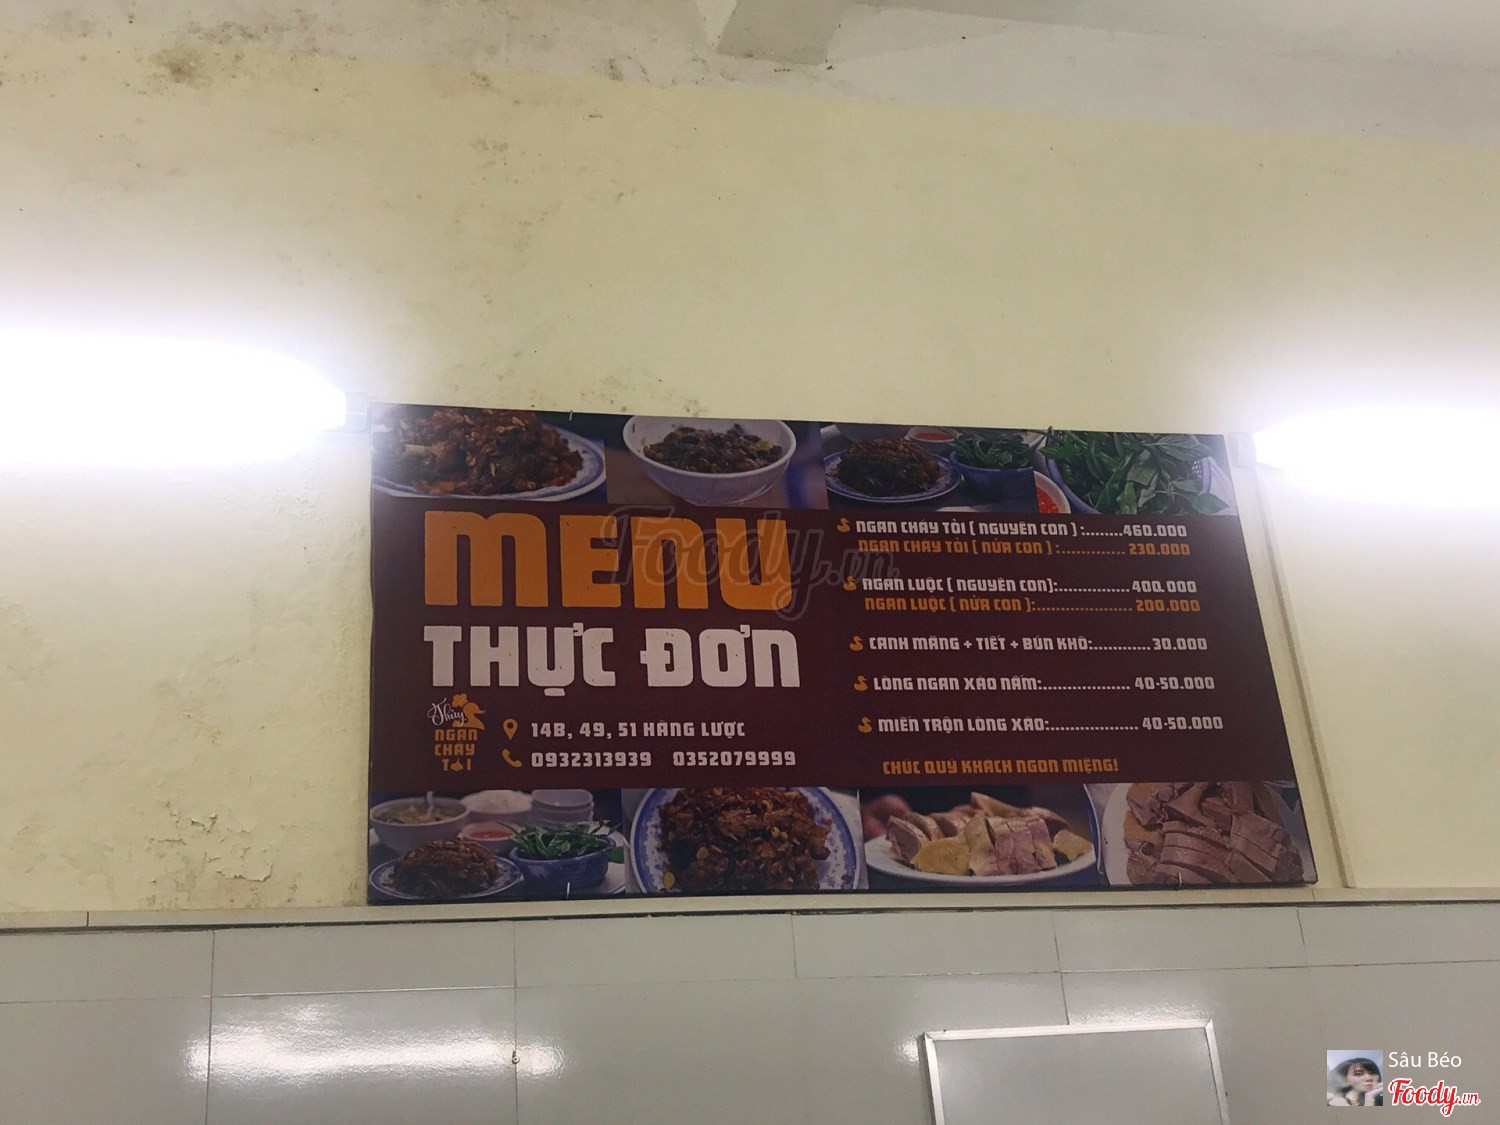 MENU
THỰC ĐƠN
Thùy
NGAN
CHÁY
TỎI
14B, 49, 51 HÀNG LƯỢC
0932313939 0352079999
NGAN CHÁY TỎI ( NGUYÊN CON ) :........460.000
NGAN CHÁY TỎI ( NỬA CON ) :.............230.000
NGAN LUỘC ( NGUYÊN CON):................400.000
NGAN LUỘC ( NỬA CON ):.....................200.000
CANH MĂNG + TIẾT + BÚN KHÔ:............30.000
LÒNG NGAN XÀO NẤM:...................40-50.000
MIẾN TRỘN LÒNG XÀO:....................40-50.000
CHÚC QUÝ KHÁCH NGON MIỆNG!
Foody.vn
Sâu Béo
Foody.vn